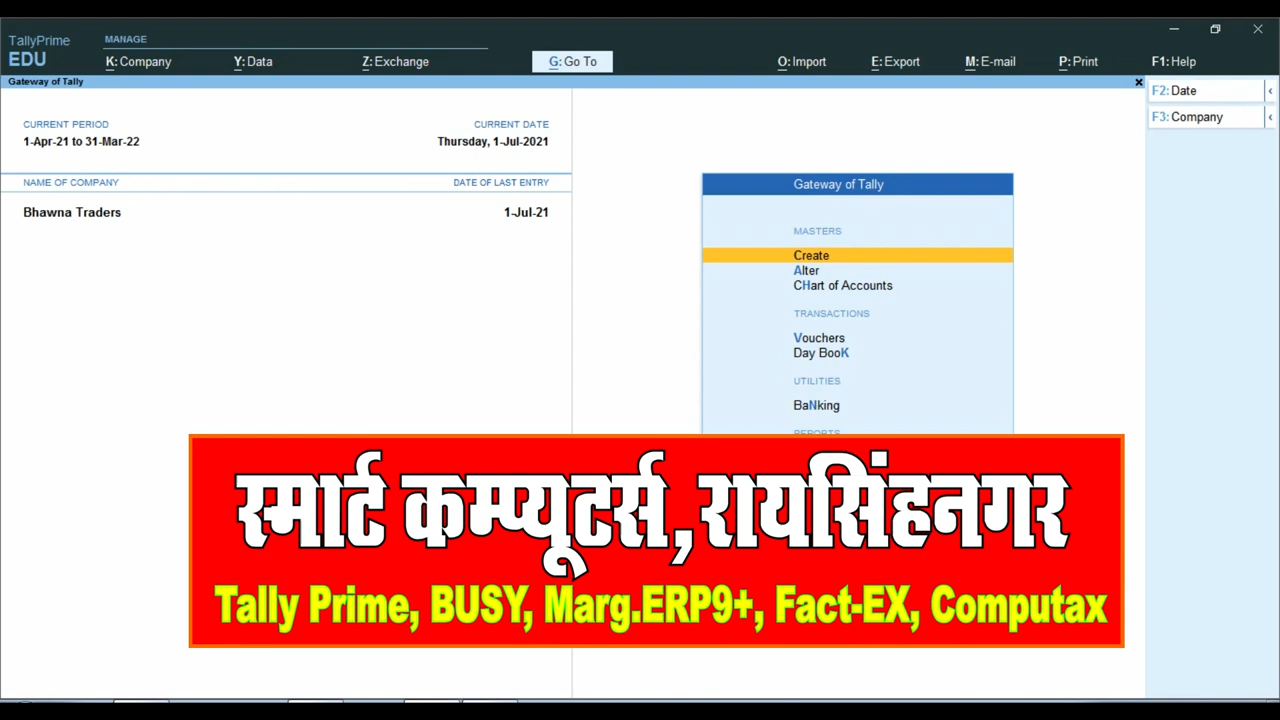 TallyPrime
EDU
MANAGE
K: Company
Y: Data
Z: Exchange
G: Go To
O: Import
E: Export
M: E-mail
P: Print
F1: Help
Gateway of Tally
F2: Date
F3: Company
CURRENT PERIOD
CURRENT DATE
1-Apr-21 to 31-Mar-22
Thursday, 1-Jul-2021
NAME OF COMPANY
DATE OF LAST ENTRY
Bhawna Traders
1-Jul-21
Gateway of Tally
MASTERS
Create
Alter
CHart of Accounts
TRANSACTIONS
Vouchers
Day BooK
UTILITIES
BaNking
REPORTS
स्मार्ट कम्प्यूटर्स,रायसिंहनगर
Tally Prime, BUSY, Marg.ERP9+, Fact-EX, Computax